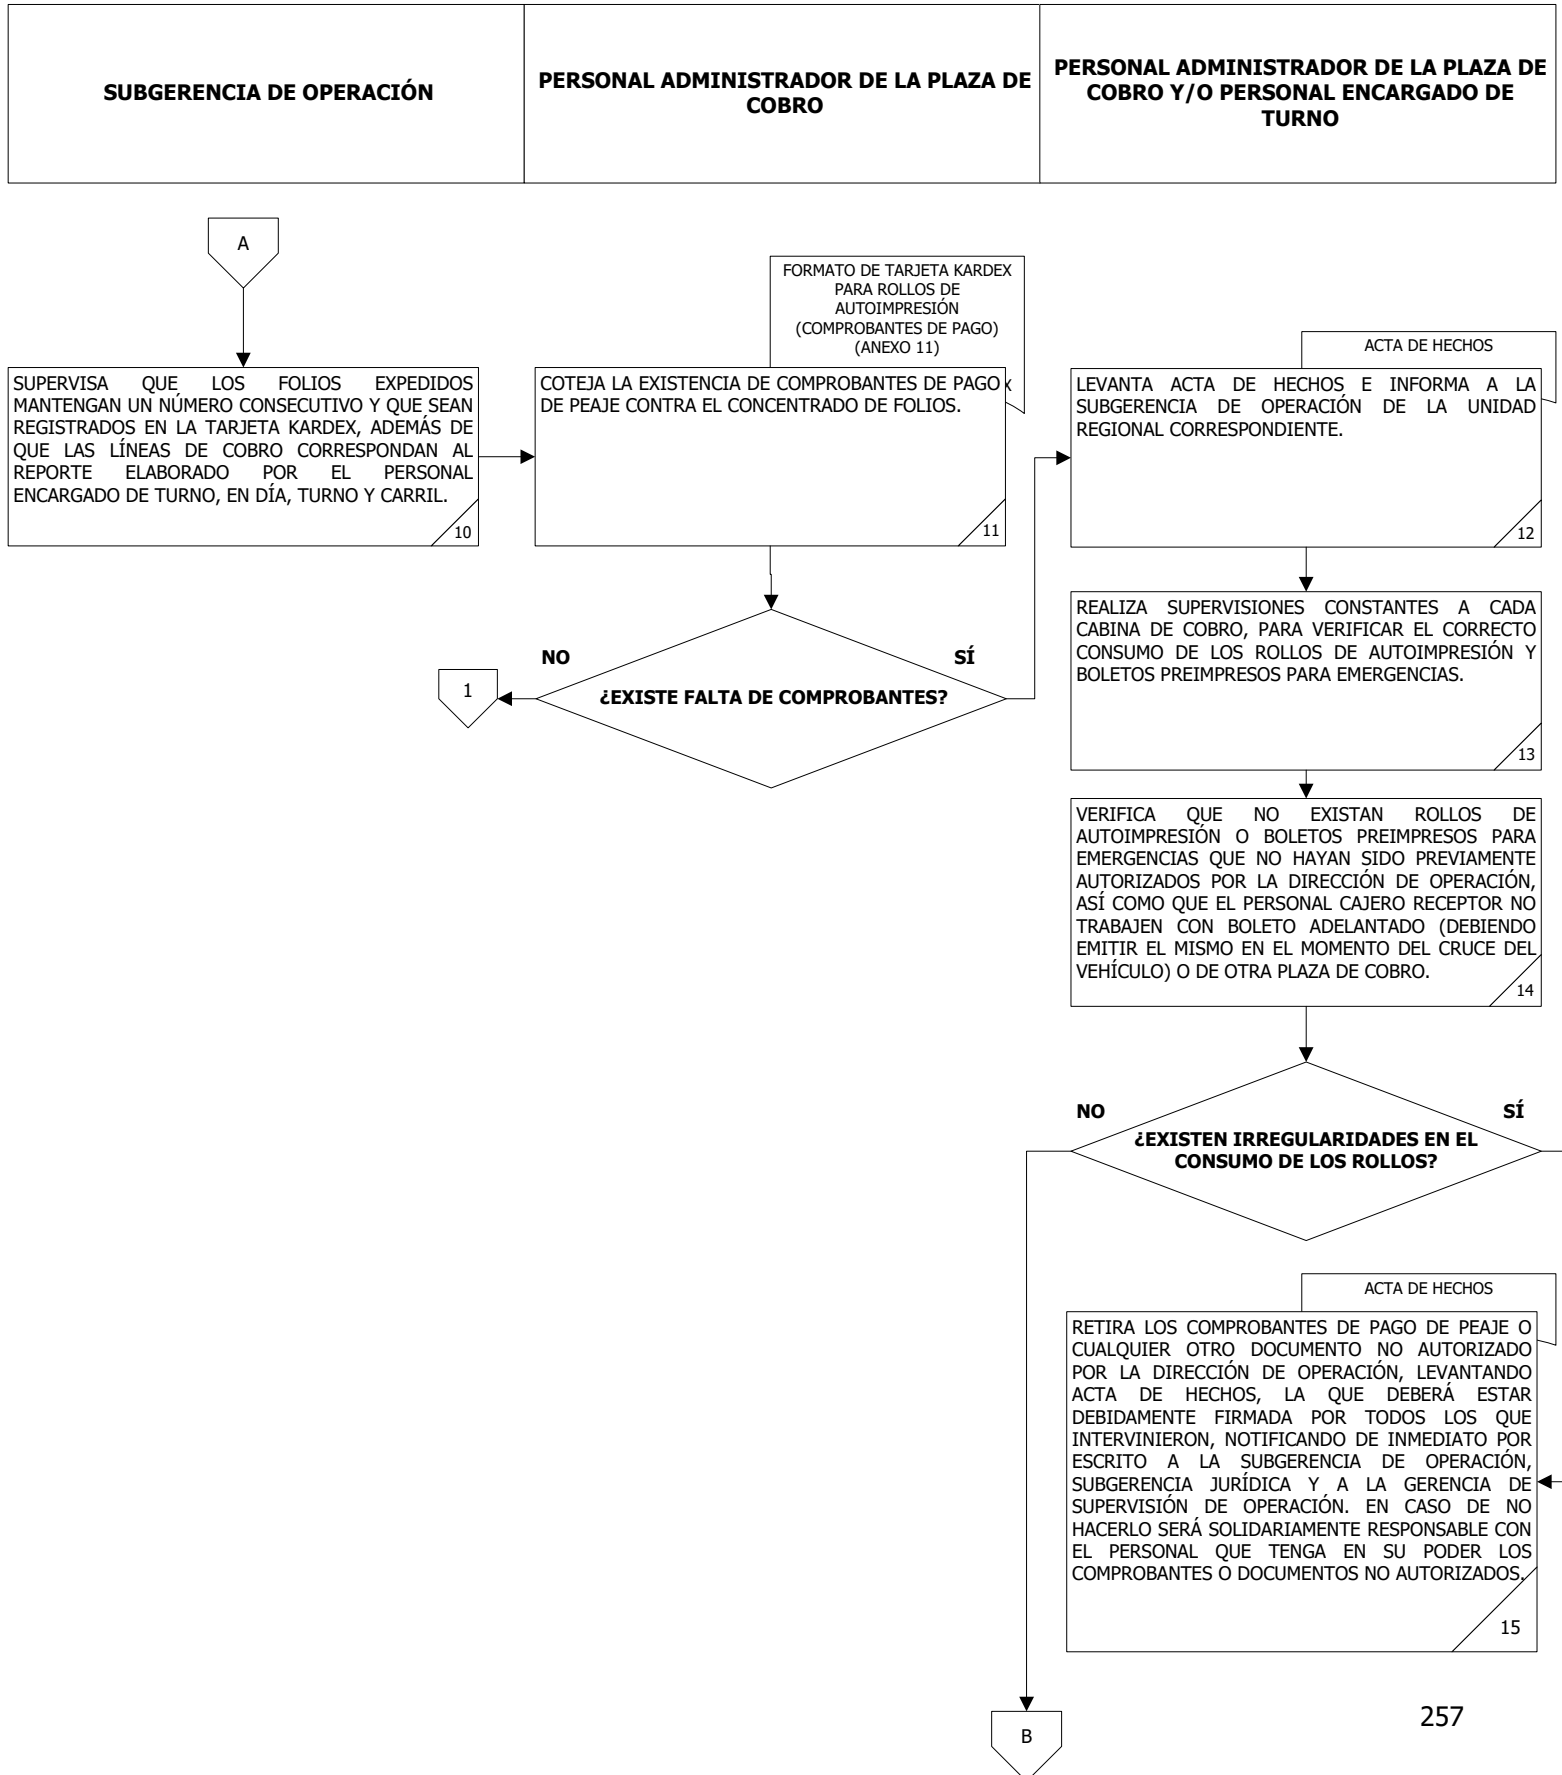 SUBGERENCIA DE OPERACIÓN
PERSONAL ADMINISTRADOR DE LA PLAZA DE
COBRO
PERSONAL ADMINISTRADOR DE LA PLAZA DE
COBRO Y/O PERSONAL ENCARGADO DE
TURNO
A
SUPERVISA QUE LOS FOLIOS EXPEDIDOS
MANTENGAN UN NÚMERO CONSECUTIVO Y QUE SEAN
REGISTRADOS EN LA TARJETA KARDEX, ADEMÁS DE
QUE LAS LÍNEAS DE COBRO CORRESPONDAN AL
REPORTE ELABORADO POR EL PERSONAL
ENCARGADO DE TURNO, EN DÍA, TURNO Y CARRIL.
10
FORMATO DE TARJETA KARDEX
PARA ROLLOS DE
AUTOIMPRESIÓN
(COMPROBANTES DE PAGO)
(ANEXO 11)
COTEJA LA EXISTENCIA DE COMPROBANTES DE PAGO
DE PEAJE CONTRA EL CONCENTRADO DE FOLIOS.
11
NO
SÍ
¿EXISTE FALTA DE COMPROBANTES?
1
ACTA DE HECHOS
LEVANTA ACTA DE HECHOS E INFORMA A LA
SUBGERENCIA DE OPERACIÓN DE LA UNIDAD
REGIONAL CORRESPONDIENTE.
12
REALIZA SUPERVISIONES CONSTANTES A CADA
CABINA DE COBRO, PARA VERIFICAR EL CORRECTO
CONSUMO DE LOS ROLLOS DE AUTOIMPRESIÓN Y
BOLETOS PREIMPRESOS PARA EMERGENCIAS.
13
VERIFICA QUE NO EXISTAN ROLLOS DE
AUTOIMPRESIÓN O BOLETOS PREIMPRESOS PARA
EMERGENCIAS QUE NO HAYAN SIDO PREVIAMENTE
AUTORIZADOS POR LA DIRECCIÓN DE OPERACIÓN,
ASÍ COMO QUE EL PERSONAL CAJERO RECEPTOR NO
TRABAJEN CON BOLETO ADELANTADO (DEBIENDO
EMITIR EL MISMO EN EL MOMENTO DEL CRUCE DEL
VEHÍCULO) O DE OTRA PLAZA DE COBRO.
14
NO
SÍ
¿EXISTEN IRREGULARIDADES EN EL
CONSUMO DE LOS ROLLOS?
ACTA DE HECHOS
RETIRA LOS COMPROBANTES DE PAGO DE PEAJE O
CUALQUIER OTRO DOCUMENTO NO AUTORIZADO
POR LA DIRECCIÓN DE OPERACIÓN, LEVANTANDO
ACTA DE HECHOS, LA QUE DEBERÁ ESTAR
DEBIDAMENTE FIRMADA POR TODOS LOS QUE
INTERVINIERON, NOTIFICANDO DE INMEDIATO POR
ESCRITO A LA SUBGERENCIA DE OPERACIÓN,
SUBGERENCIA JURÍDICA Y A LA GERENCIA DE
SUPERVISIÓN DE OPERACIÓN. EN CASO DE NO
HACERLO SERÁ SOLIDARIAMENTE RESPONSABLE CON
EL PERSONAL QUE TENGA EN SU PODER LOS
COMPROBANTES O DOCUMENTOS NO AUTORIZADOS.
15
B
257